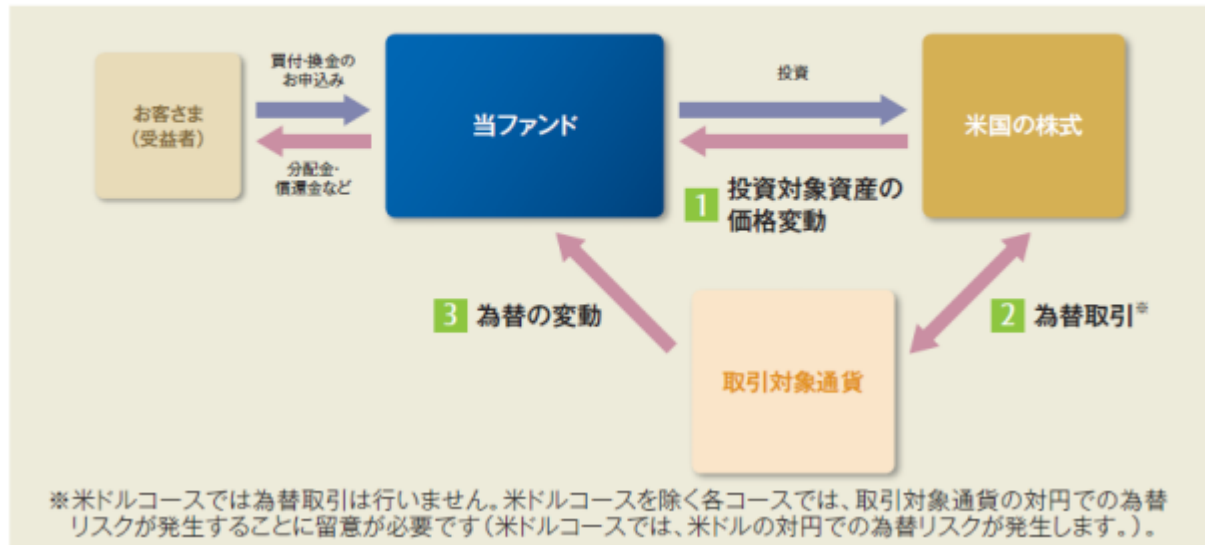 買付・換金の
お申込み
お客さま
(受益者)
分配金・
償還金など
当ファンド
投資
米国の株式
1 投資対象資産の
価格変動
3 為替の変動
2 為替取引※
取引対象通貨
※米ドルコースでは為替取引は行いません。米ドルコースを除く各コースでは、取引対象通貨の対円での為替
リスクが発生することに留意が必要です(米ドルコースでは、米ドルの対円での為替リスクが発生します。)。